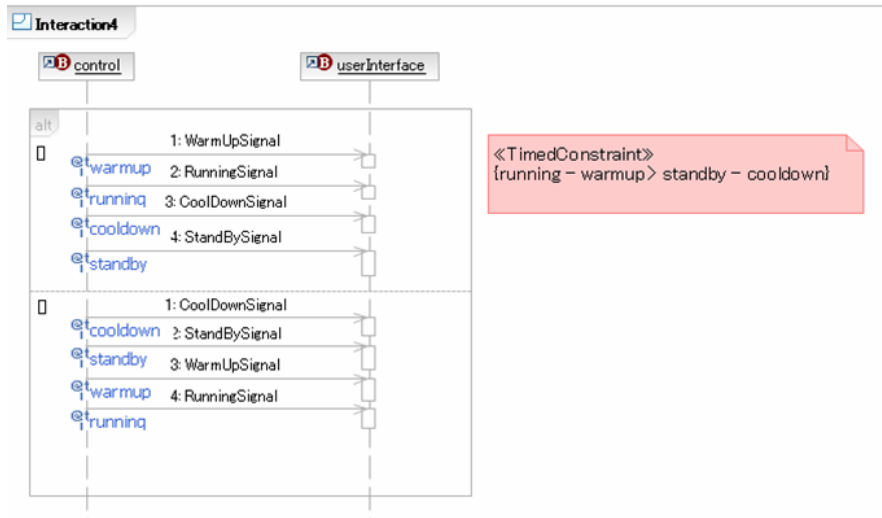 Interaction4
B control
B userInterface
alt
1: WarmUpSignal
[]
@t warmup
2: RunningSignal
@t running
3: CoolDownSignal
@t cooldown
4: StandBySignal
@t standby
[]
1: CoolDownSignal
@t cooldown
2: StandBySignal
@t standby
3: WarmUpSignal
@t warmup
4: RunningSignal
@t running
≪TimedConstraint≫
{running - warmup> standby - cooldown}